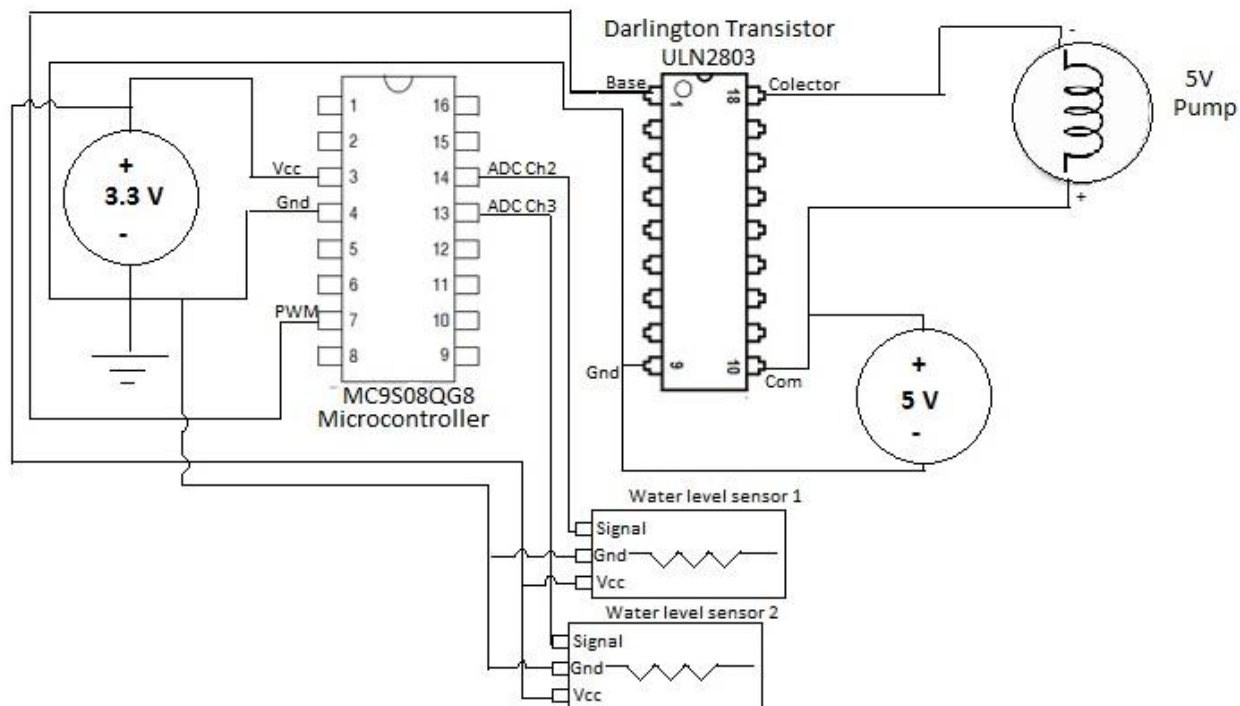 Darlington Transistor
ULN2803
Base
1
18
Colector
-
5V
Pump
+
+
3.3 V
-
Vcc
Gnd
PWM
1
2
3
4
5
6
7
8
16
15
14
13
12
11
10
9
ADC Ch2
ADC Ch3
MC9S08QG8
Microcontroller
Gnd
9
10
Com
+
5 V
-
Water level sensor 1
Signal
Gnd
Vcc
Water level sensor 2
Signal
Gnd
Vcc